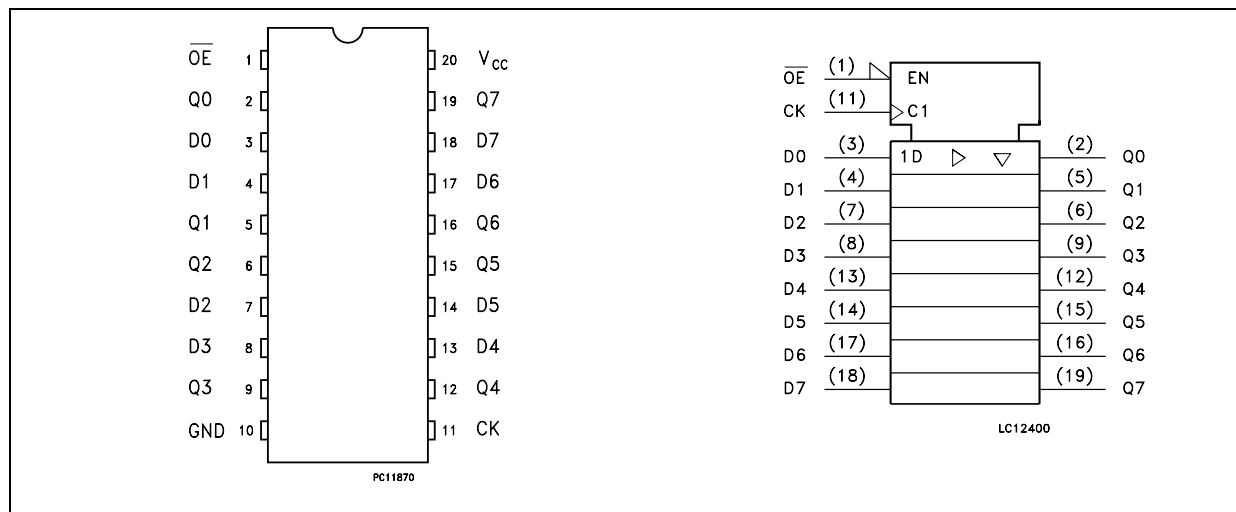 O̅E̅ 1 20 VCC
Q0 2 19 Q7
D0 3 18 D7
D1 4 17 D6
Q1 5 16 Q6
Q2 6 15 Q5
D2 7 14 D5
D3 8 13 D4
Q3 9 12 Q4
GND 10 11 CK
PC11870
O̅E̅ (1) EN
CK (11) C1
D0 (3) 1D (2) Q0
D1 (4) (5) Q1
D2 (7) (6) Q2
D3 (8) (9) Q3
D4 (13) (12) Q4
D5 (14) (15) Q5
D6 (17) (16) Q6
D7 (18) (19) Q7
LC12400